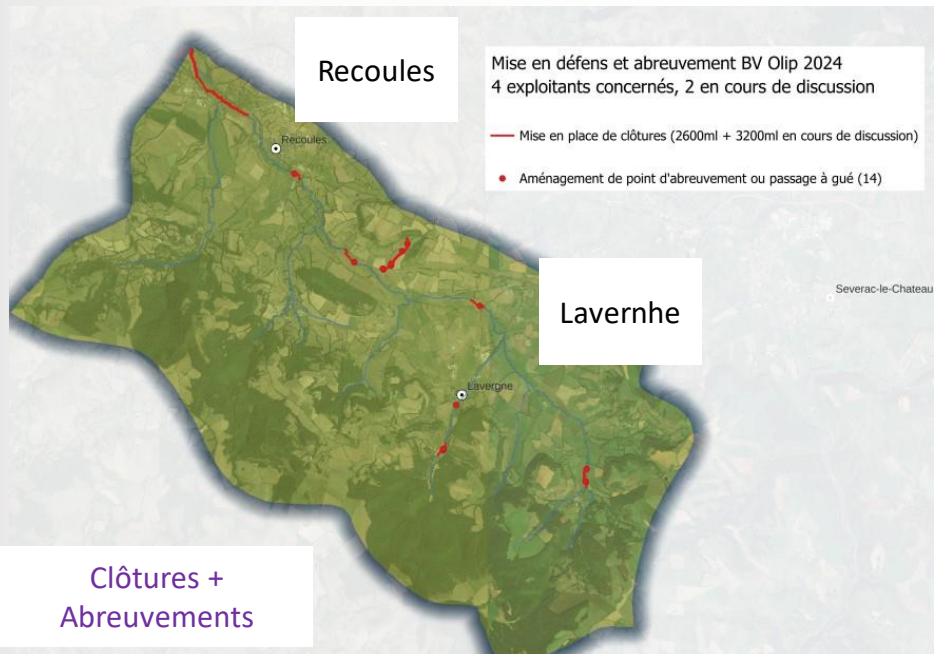 Recoules
Mise en défens et abreuvement BV Olip 2024
4 exploitants concernés, 2 en cours de discussion
Mise en place de clôtures (2600ml + 3200ml en cours de discussion)
Aménagement de point d'abreuvement ou passage à gué (14)
Recoules
Severac-le-Chateau
Lavernhe
Lavergne
Clôtures +
Abreuvements